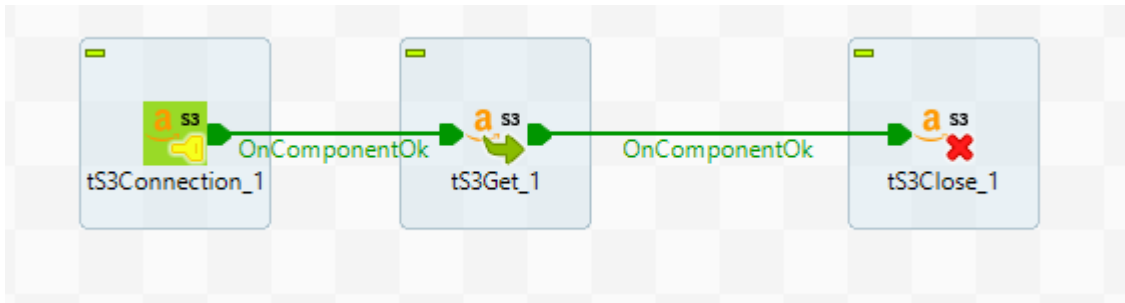 a S3
OnComponentOk
tS3Connection_1
a S3
OnComponentOk
tS3Get_1
a S3
tS3Close_1